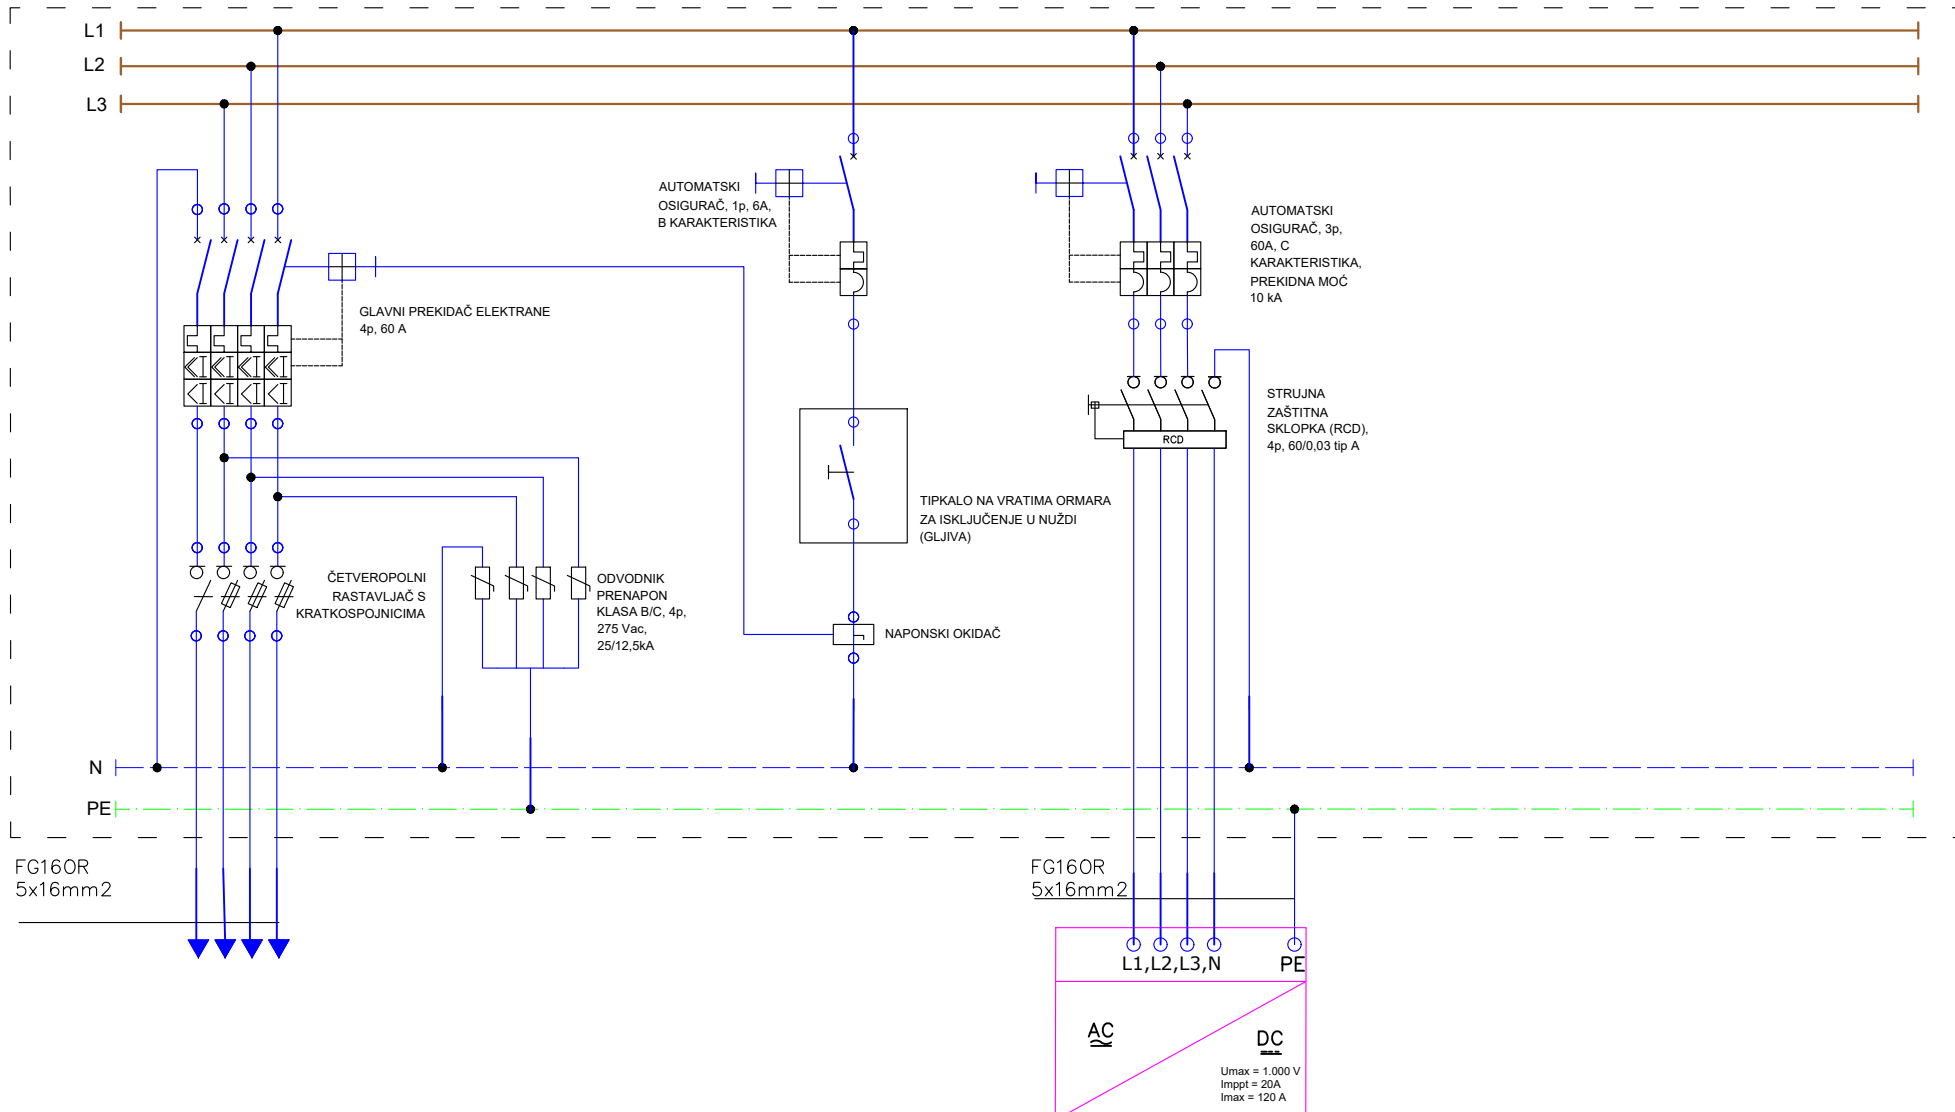 L1
L2
L3
AUTOMATSKI
OSIGURAČ, 1p, 6A,
B KARAKTERISTIKA
AUTOMATSKI
OSIGURAČ, 3p,
60A, C
KARAKTERISTIKA,
PREKIDNA MOĆ
10 kA
GLAVNI PREKIDAČ ELEKTRANE
4p, 60 A
STRUJNA
ZAŠTITNA
SKLOPKA (RCD),
4p, 60/0,03 tip A
RCD
TIPKALO NA VRATIMA ORMARA
ZA ISKLJUČENJE U NUŽDI
(GLJIVA)
ČETVEROPOLNI
RASTAVLJAČ S
KRATKOSPOJNICIMA
ODVODNIK
PRENAPON
KLASA B/C, 4p,
275 Vac,
25/12,5kA
NAPONSKI OKIDAČ
N
PE
FG16OR
5x16mm2
FG16OR
5x16mm2
L1,L2,L3,N
PE
AC
DC
Umax = 1.000 V
Imppt = 20A
Imax = 120 A